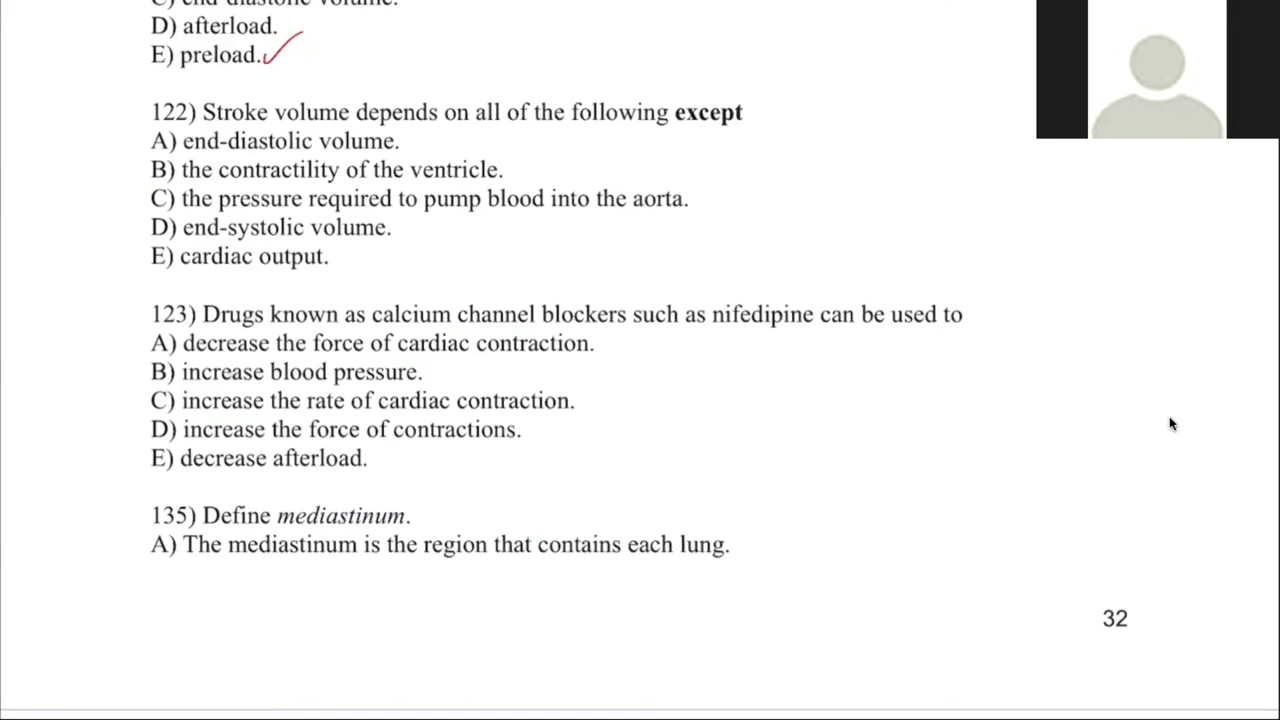 D) afterload.
E) preload.
122) Stroke volume depends on all of the following except
A) end-diastolic volume.
B) the contractility of the ventricle.
C) the pressure required to pump blood into the aorta.
D) end-systolic volume.
E) cardiac output.
123) Drugs known as calcium channel blockers such as nifedipine can be used to
A) decrease the force of cardiac contraction.
B) increase blood pressure.
C) increase the rate of cardiac contraction.
D) increase the force of contractions.
E) decrease afterload.
135) Define mediastinum.
A) The mediastinum is the region that contains each lung.
32